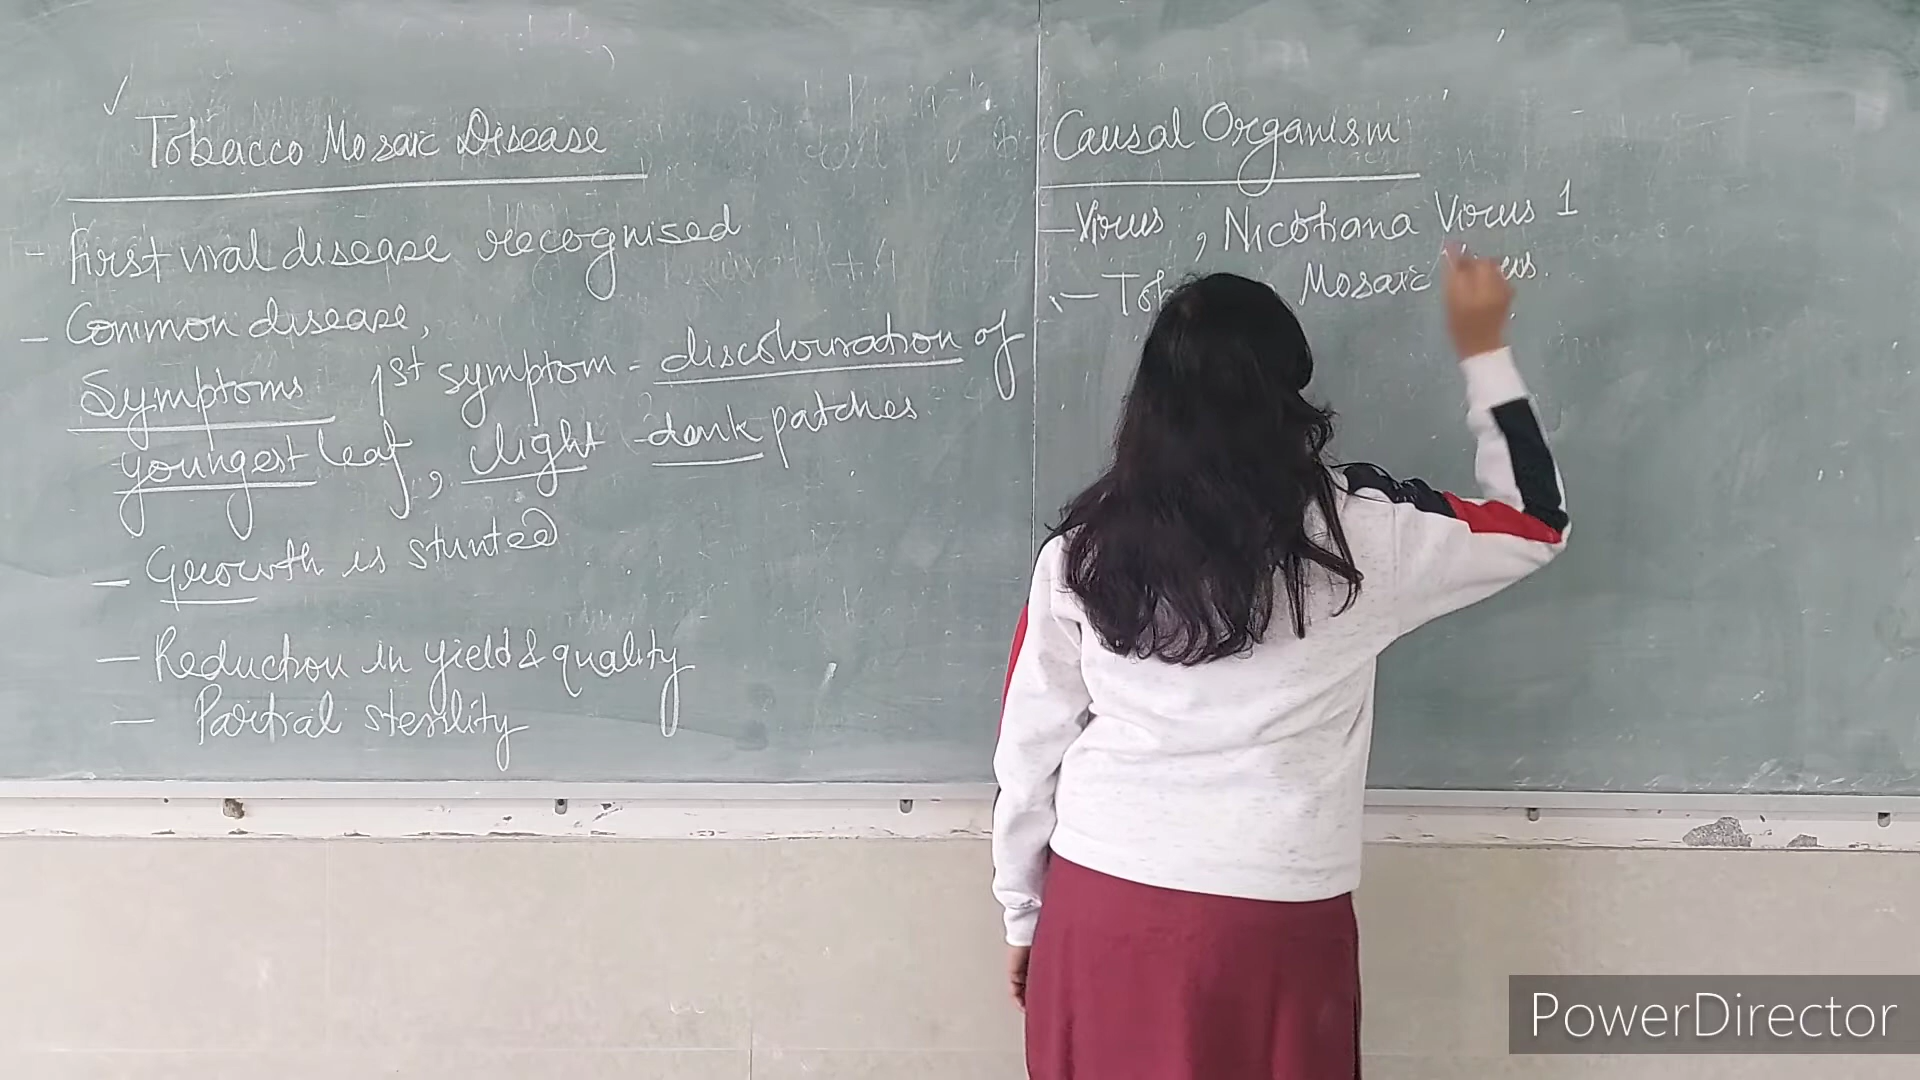 Tobacco Mosaic Disease
- First viral disease recognised
- Common disease,
Symptoms 1st symptom - discolouration of
youngest leaf, light - dark patches
- Growth is stunted
- Reduction in yield & quality
- Partial sterility
Causal Organism
- Virus, Nicotiana Virus 1
- Mosaic
PowerDirector